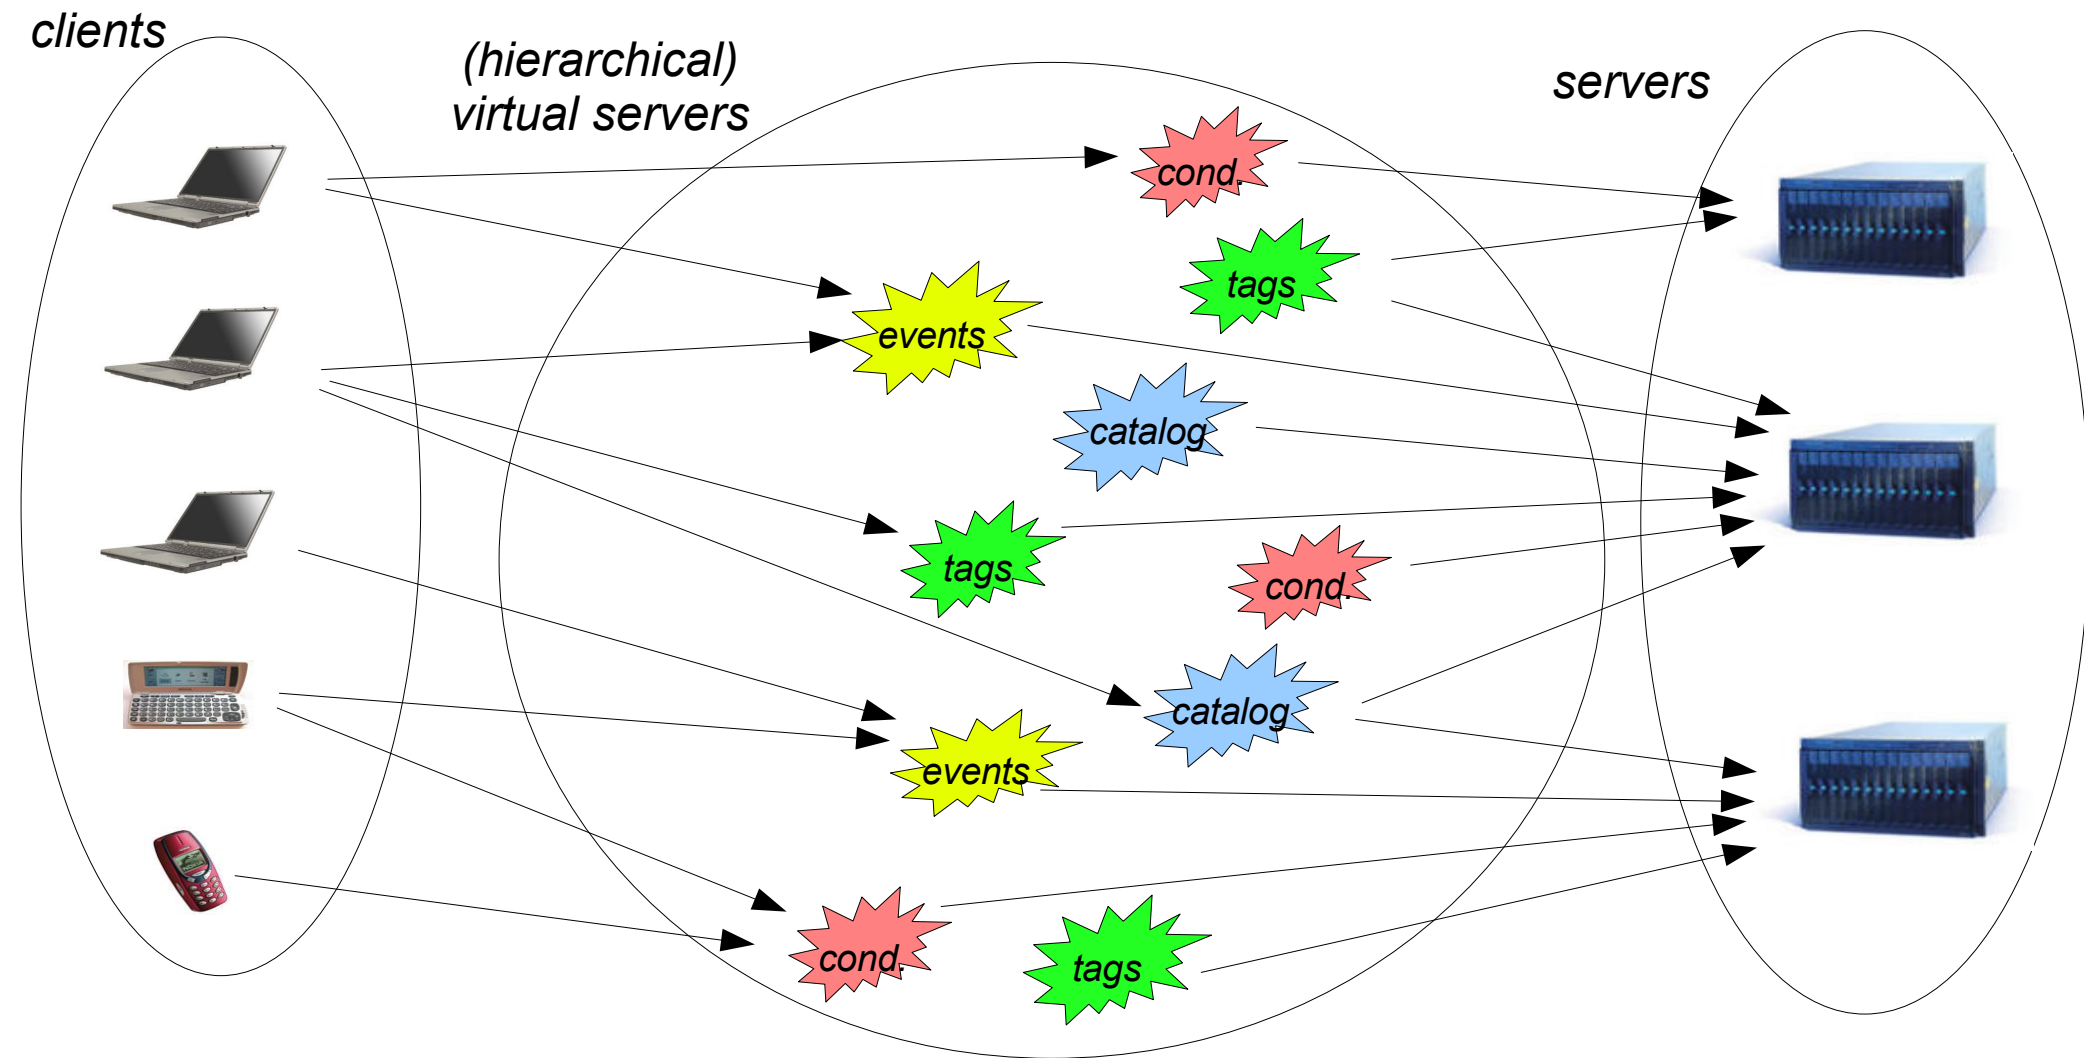 clients
(hierarchical)
virtual servers
servers
cond.
tags
events
catalog
tags
cond.
catalog
events
cond.
tags